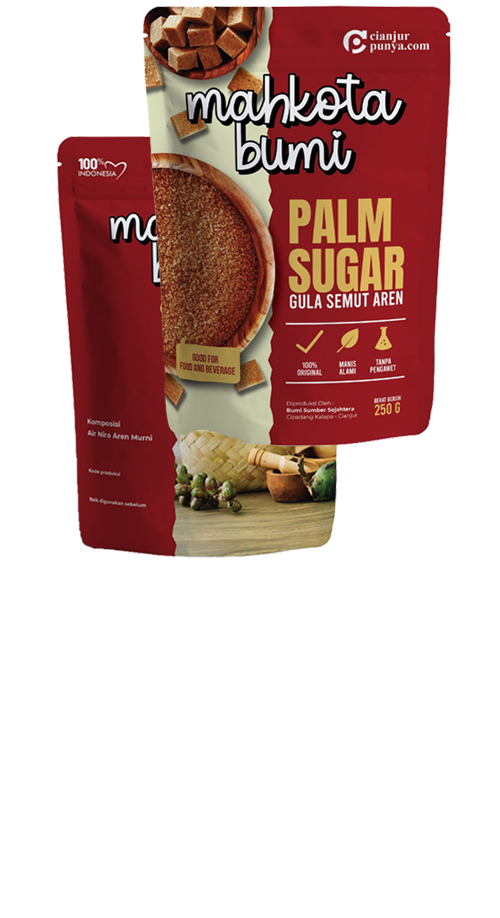 cianjur
punya.com
mahkota
bumi
PALM
SUGAR
GULA SEMUT AREN
GOOD FOR
FOOD AND BEVERAGE
100%
ORIGINAL
MANIS
ALAMI
TANPA
PENGAWET
Diproduksi Oleh :
Bumi Sumber Sejahtera
Cipadang Kalapa - Cianjur
BERAT BERSIH
250 G
100%
INDONESIA
Komposisi
Air Nira Aren Murni
Kode produksi
Baik digunakan sebelum